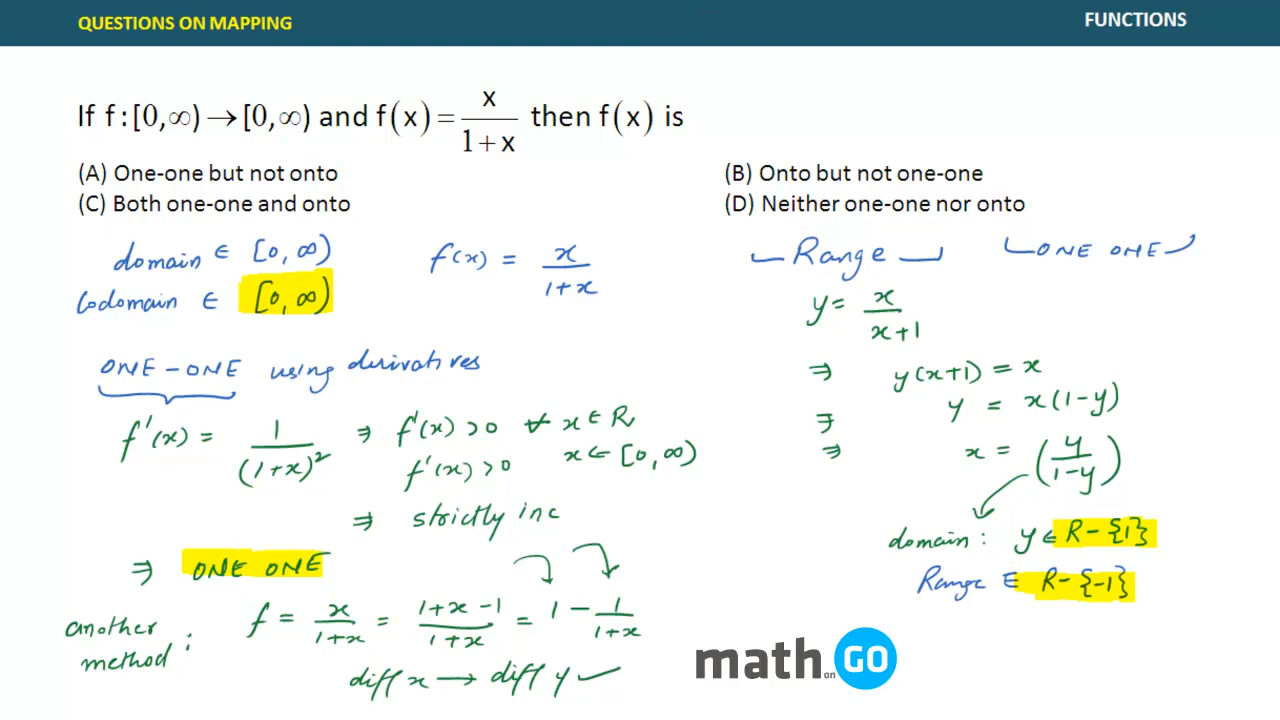 QUESTIONS ON MAPPING
FUNCTIONS
If f : [0,∞) → [0,∞) and f(x) = x/(1+x) then f(x) is
(A) One-one but not onto
(B) Onto but not one-one
(C) Both one-one and onto
(D) Neither one-one nor onto
domain ∈ [0, ∞)
Codomain ∈ [0, ∞)
f(x) = x/(1+x)
ONE-ONE using derivatives
f'(x) = 1/(1+x)² ⇒ f'(x) > 0 ∀ x ∈ R
f'(x) > 0 x ∈ [0, ∞)
⇒ strictly inc
⇒ ONE ONE
another method :
f = x/(1+x) = (1+x-1)/(1+x) = 1 - 1/(1+x)
diff x → diff y ✓
Range
ONE ONE
y = x/(x+1)
⇒ y(x+1) = x
⇒ y = x(1-y)
⇒ x = (y/(1-y))
domain : y ∈ R-{1}
Range ∈ R-{-1}
math on GO